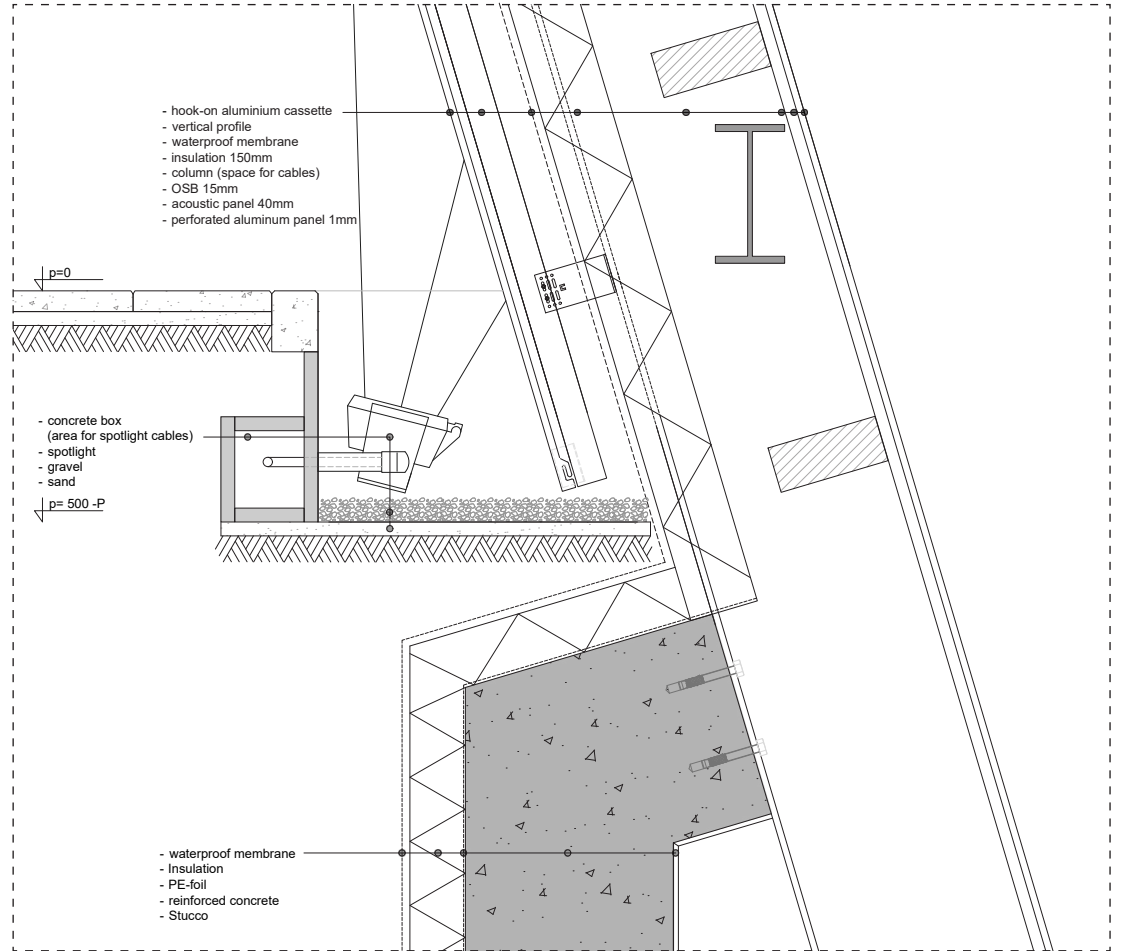 - hook-on aluminium cassette
- vertical profile
- waterproof membrane
- insulation 150mm
- column (space for cables)
- OSB 15mm
- acoustic panel 40mm
- perforated aluminum panel 1mm
p=0
- concrete box
(area for spotlight cables)
- spotlight
- gravel
- sand
p= 500 -P
- waterproof membrane
- Insulation
- PE-foil
- reinforced concrete
- Stucco